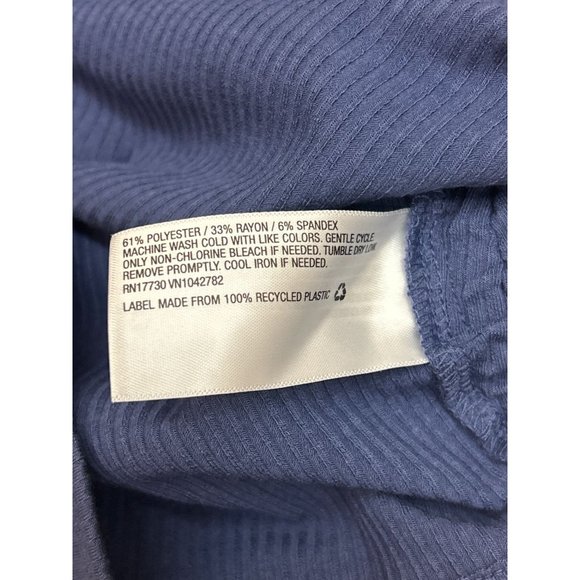 61% POLYESTER / 33% RAYON / 6% SPANDEX
MACHINE WASH COLD WITH LIKE COLORS. GENTLE CYCLE.
ONLY NON-CHLORINE BLEACH IF NEEDED. TUMBLE DRY LOW.
REMOVE PROMPTLY. COOL IRON IF NEEDED.
RN17730 VN1042782
LABEL MADE FROM 100% RECYCLED PLASTIC